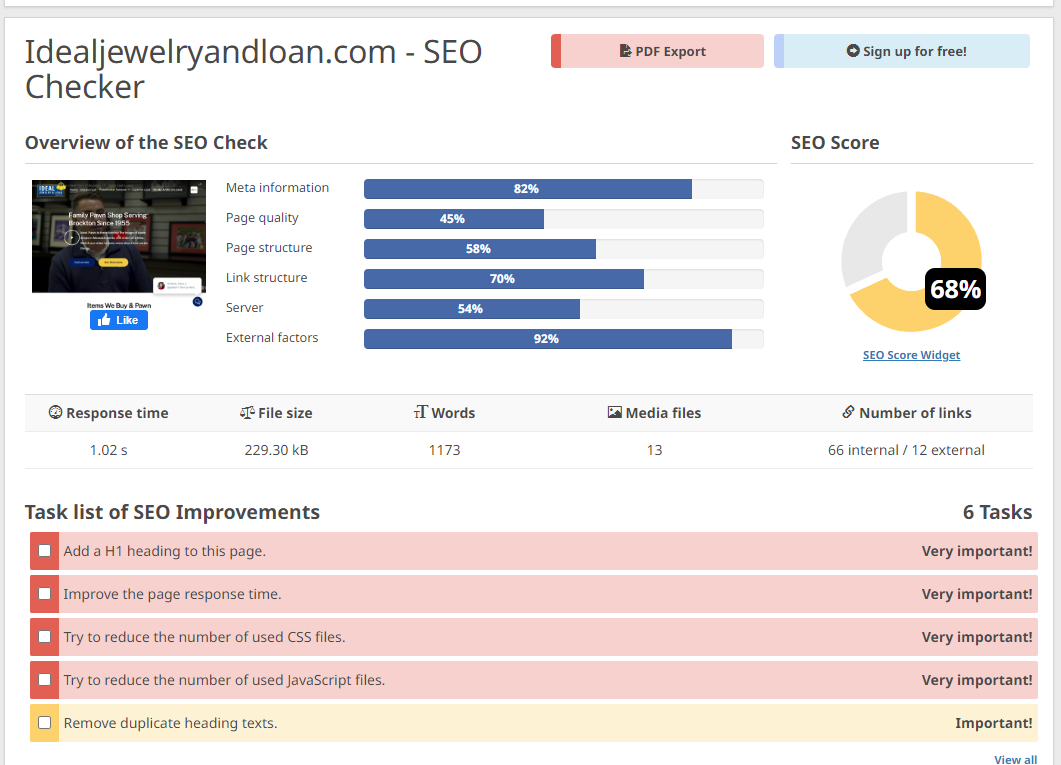 Idealjewelryandloan.com - SEO
Checker
PDF Export
Sign up for free!
Overview of the SEO Check
SEO Score
IDEAL
Family Pawn Shop Serving
Brockton Since 1955
Items We Buy & Pawn
Like
Meta information 82%
Page quality 45%
Page structure 58%
Link structure 70%
Server 54%
External factors 92%
68%
SEO Score Widget
Response time File size Words Media files Number of links
1.02 s 229.30 kB 1173 13 66 internal / 12 external
Task list of SEO Improvements 6 Tasks
Add a H1 heading to this page. Very important!
Improve the page response time. Very important!
Try to reduce the number of used CSS files. Very important!
Try to reduce the number of used JavaScript files. Very important!
Remove duplicate heading texts. Important!
View all